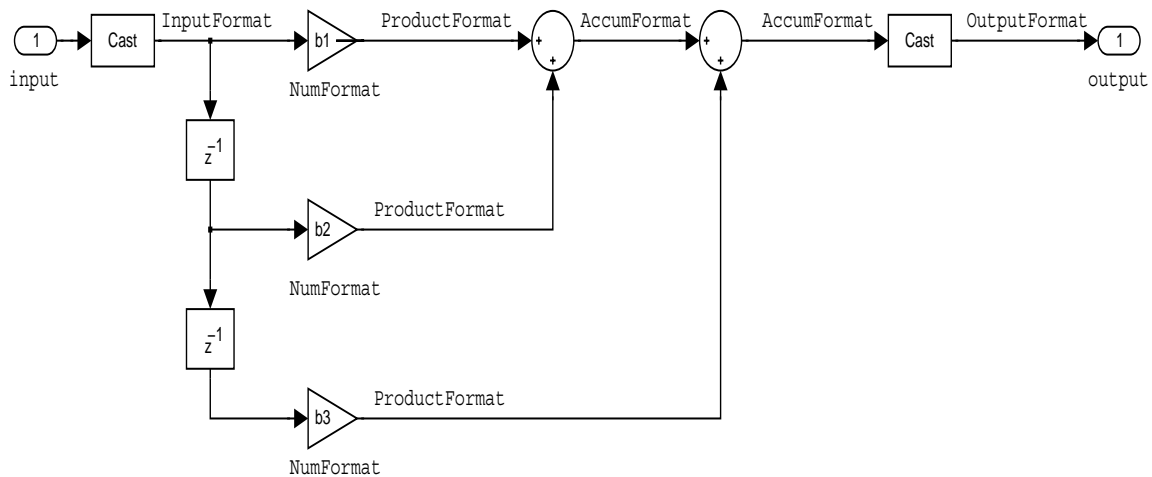 InputFormat
ProductFormat
AccumFormat
AccumFormat
OutputFormat
1
Cast
b1
+
+
+
+
Cast
1
input
NumFormat
output
z⁻¹
ProductFormat
b2
NumFormat
z⁻¹
ProductFormat
b3
NumFormat